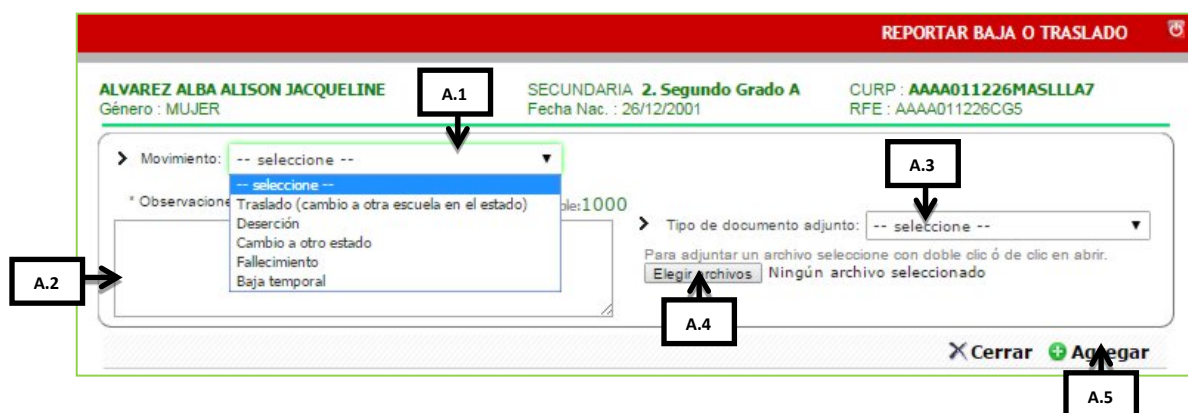 REPORTAR BAJA O TRASLADO
ALVAREZ ALBA ALISON JACQUELINE
SECUNDARIA 2. Segundo Grado A
CURP : AAAA011226MASLLLA7
Género : MUJER
Fecha Nac. : 26/12/2001
RFE : AAAA011226CG5
A.1
Movimiento: -- seleccione --
-- seleccione --
Traslado (cambio a otra escuela en el estado)
Deserción
Cambio a otro estado
Fallecimiento
Baja temporal
* Observacione
ble:1000
A.2
A.3
Tipo de documento adjunto: -- seleccione --
Para adjuntar un archivo seleccione con doble clic ó de clic en abrir.
Elegir archivos Ningún archivo seleccionado
A.4
Cerrar Agregar
A.5